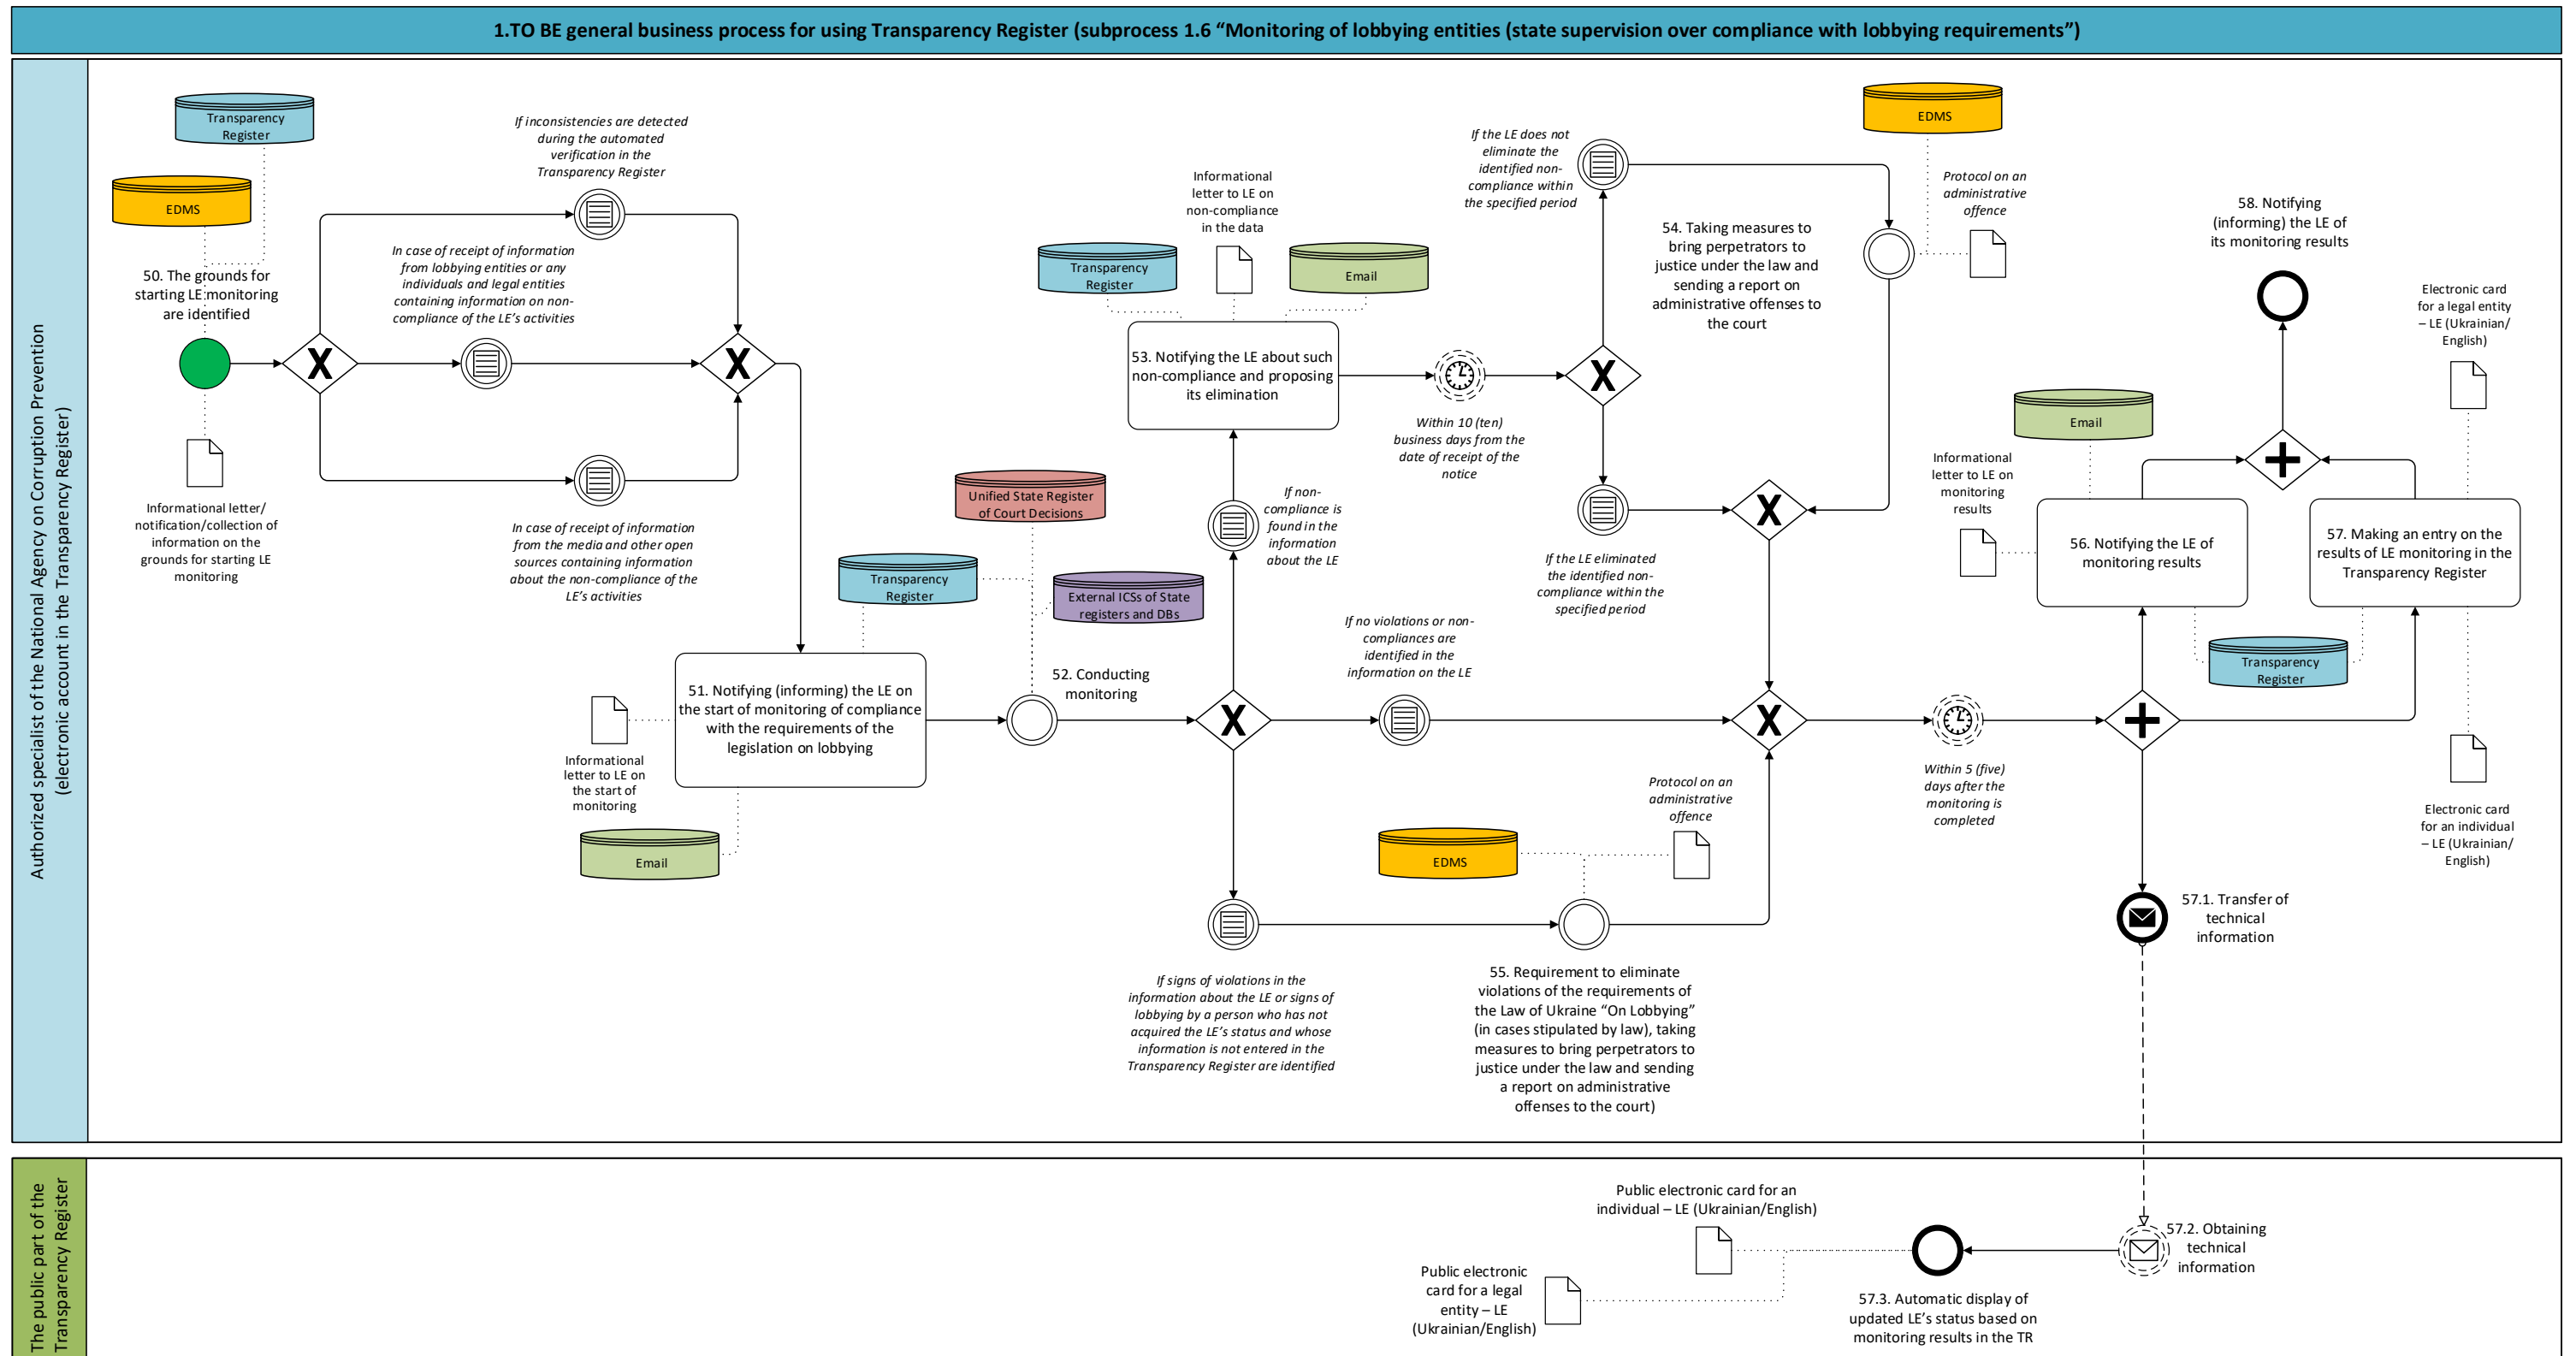 1.TO BE general business process for using Transparency Register (subprocess 1.6 “Monitoring of lobbying entities (state supervision over compliance with lobbying requirements”)
Authorized specialist of the National Agency on Corruption Prevention
(electronic account in the Transparency Register)
Transparency
Register
EDMS
50. The grounds for
starting LE monitoring
are identified
Informational letter/
notification/collection of
information on the
grounds for starting LE
monitoring
If inconsistencies are detected
during the automated
verification in the
Transparency Register
In case of receipt of information
from lobbying entities or any
individuals and legal entities
containing information on non-
compliance of the LE’s activities
In case of receipt of information
from the media and other open
sources containing information
about the non-compliance of the
LE’s activities
X
X
51. Notifying (informing) the LE on
the start of monitoring of compliance
with the requirements of the
legislation on lobbying
Informational
letter to LE on
the start of
monitoring
Email
Transparency
Register
Unified State Register
of Court Decisions
External ICSs of State
registers and DBs
52. Conducting
monitoring
X
If non-
compliance is
found in the
information
about the LE
Transparency
Register
Informational
letter to LE on
non-compliance
in the data
Email
53. Notifying the LE about such
non-compliance and proposing
its elimination
Within 10 (ten)
business days from the
date of receipt of the
notice
X
If the LE does not
eliminate the
identified non-
compliance within
the specified period
54. Taking measures to
bring perpetrators to
justice under the law and
sending a report on
administrative offenses to
the court
EDMS
Protocol on an
administrative
offence
If the LE eliminated
the identified non-
compliance within the
specified period
X
If no violations or non-
compliances are
identified in the
information on the LE
X
If signs of violations in the
information about the LE or signs of
lobbying by a person who has not
acquired the LE’s status and whose
information is not entered in the
Transparency Register are identified
EDMS
Protocol on an
administrative
offence
55. Requirement to eliminate
violations of the requirements of
the Law of Ukraine “On Lobbying”
(in cases stipulated by law), taking
measures to bring perpetrators to
justice under the law and sending
a report on administrative
offenses to the court)
Within 5 (five)
days after the
monitoring is
completed
Email
Informational
letter to LE on
monitoring
results
56. Notifying the LE of
monitoring results
57. Making an entry on the
results of LE monitoring in the
Transparency Register
Transparency
Register
58. Notifying
(informing) the LE of
its monitoring results
Electronic card
for a legal entity
– LE (Ukrainian/
English)
Electronic card
for an individual
– LE (Ukrainian/
English)
57.1. Transfer of
technical
information
The public part of the
Transparency Register
57.2. Obtaining
technical
information
57.3. Automatic display of
updated LE’s status based on
monitoring results in the TR
Public electronic card for an
individual – LE (Ukrainian/English)
Public electronic
card for a legal
entity – LE
(Ukrainian/English)